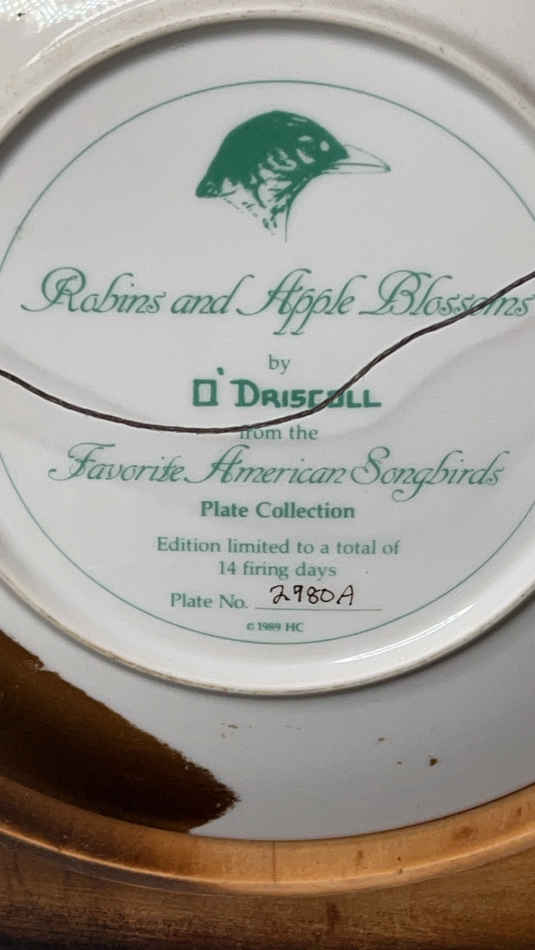 Robins and Apple Blossoms
by
O'DRISCOLL
from the
Favorite American Songbirds
Plate Collection
Edition limited to a total of
14 firing days
Plate No. 2980A
© 1989 HC